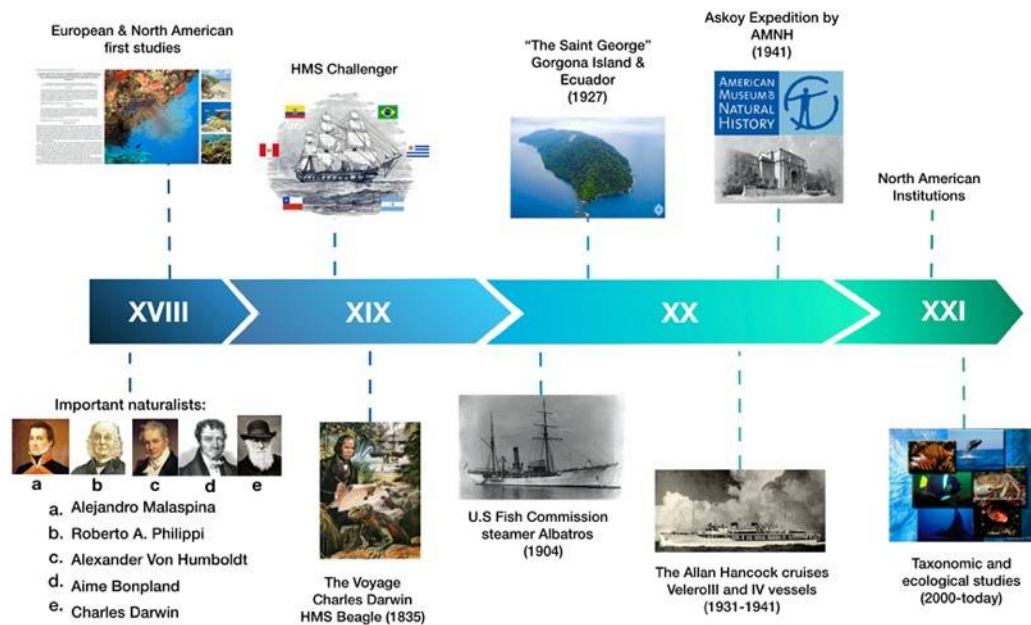 European & North American
first studies
HMS Challenger
“The Saint George”
Gorgona Island &
Ecuador
(1927)
Askoy Expedition by
AMNH
(1941)
AMERICAN
MUSEUM OF
NATURAL
HISTORY
North American
Institutions
XVIII
XIX
XX
XXI
Important naturalists:
a
b
c
d
e
a. Alejandro Malaspina
b. Roberto A. Philippi
c. Alexander Von Humboldt
d. Aime Bonpland
e. Charles Darwin
The Voyage
Charles Darwin
HMS Beagle (1835)
U.S Fish Commission
steamer Albatros
(1904)
The Allan Hancock cruises
VeleroIII and IV vessels
(1931-1941)
Taxonomic and
ecological studies
(2000-today)